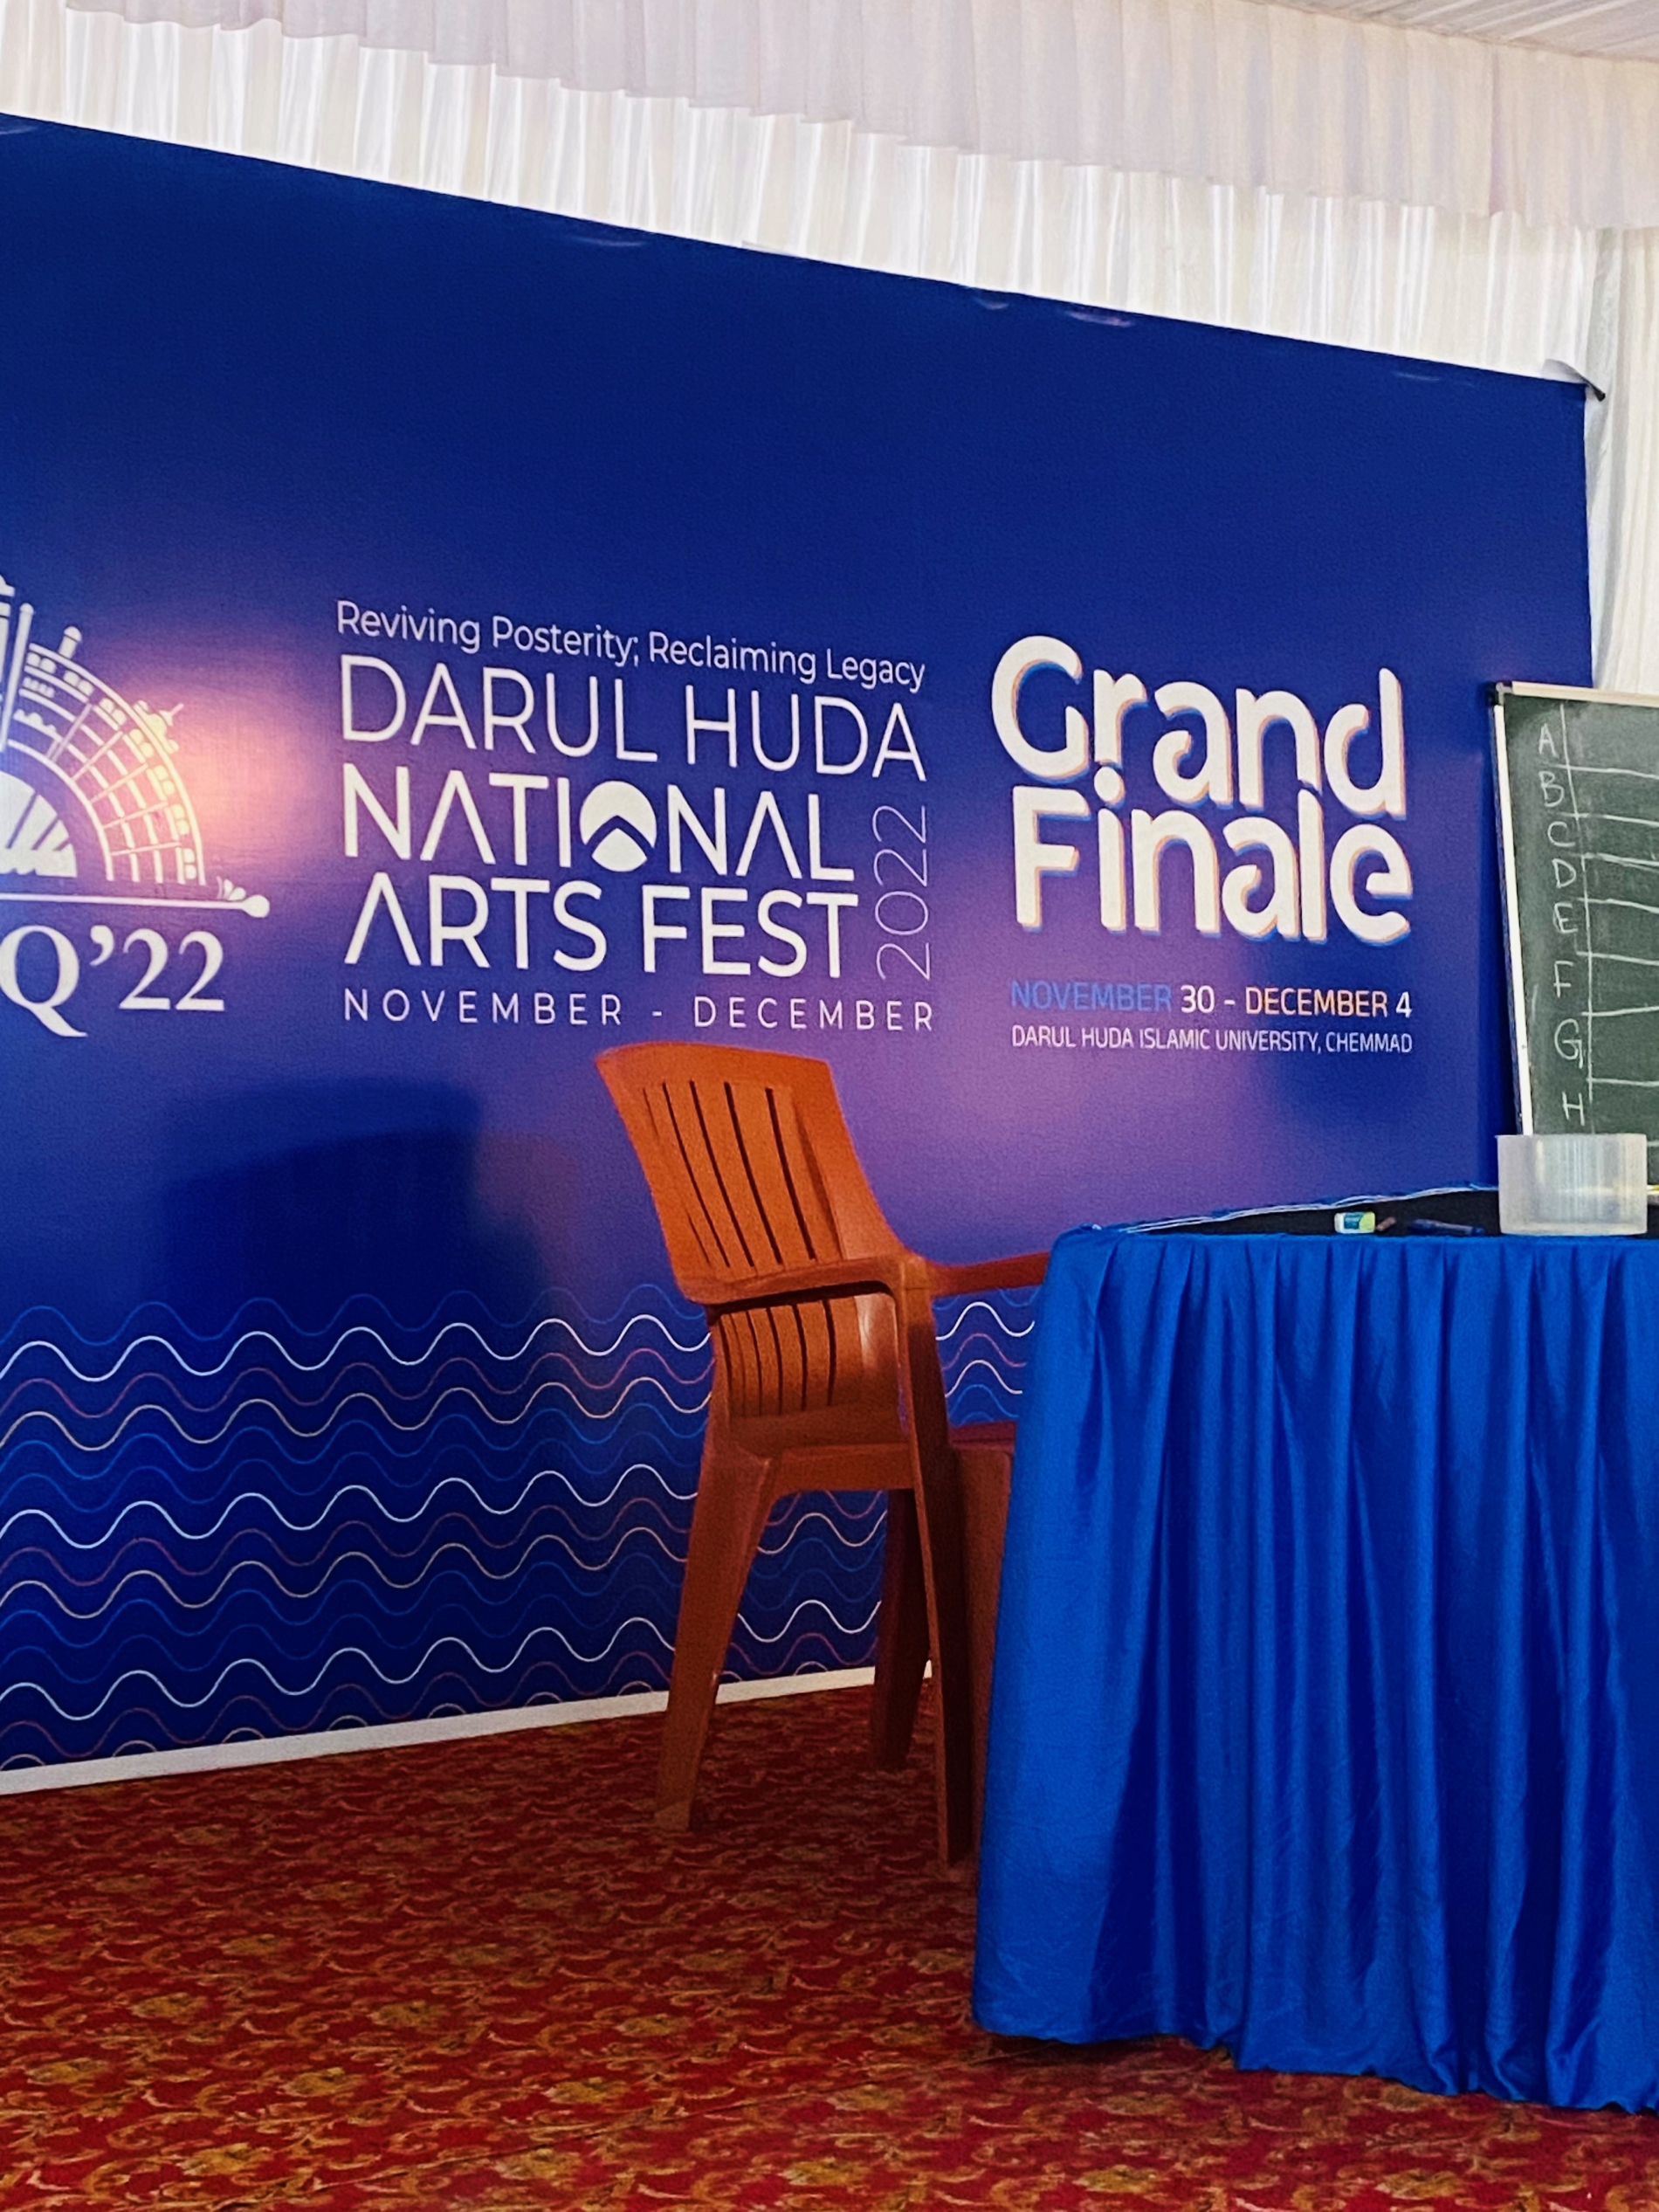 Q'22
Reviving Posterity; Reclaiming Legacy
DARUL HUDA
NATIONAL
ARTS FEST
2022
NOVEMBER - DECEMBER
Grand
Finale
NOVEMBER 30 - DECEMBER 4
DARUL HUDA ISLAMIC UNIVERSITY, CHEMMAD
A
B
C
D
E
F
G
H